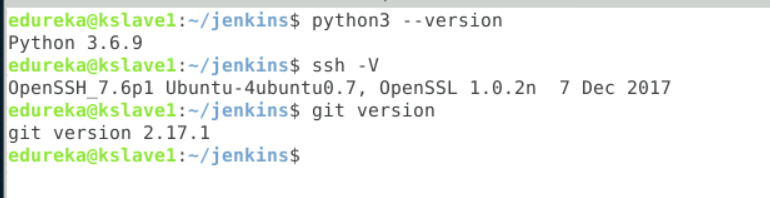 edureka@kslave1:~/jenkins$ python3 --version
Python 3.6.9
edureka@kslave1:~/jenkins$ ssh -V
OpenSSH_7.6p1 Ubuntu-4ubuntu0.7, OpenSSL 1.0.2n  7 Dec 2017
edureka@kslave1:~/jenkins$ git version
git version 2.17.1
edureka@kslave1:~/jenkins$